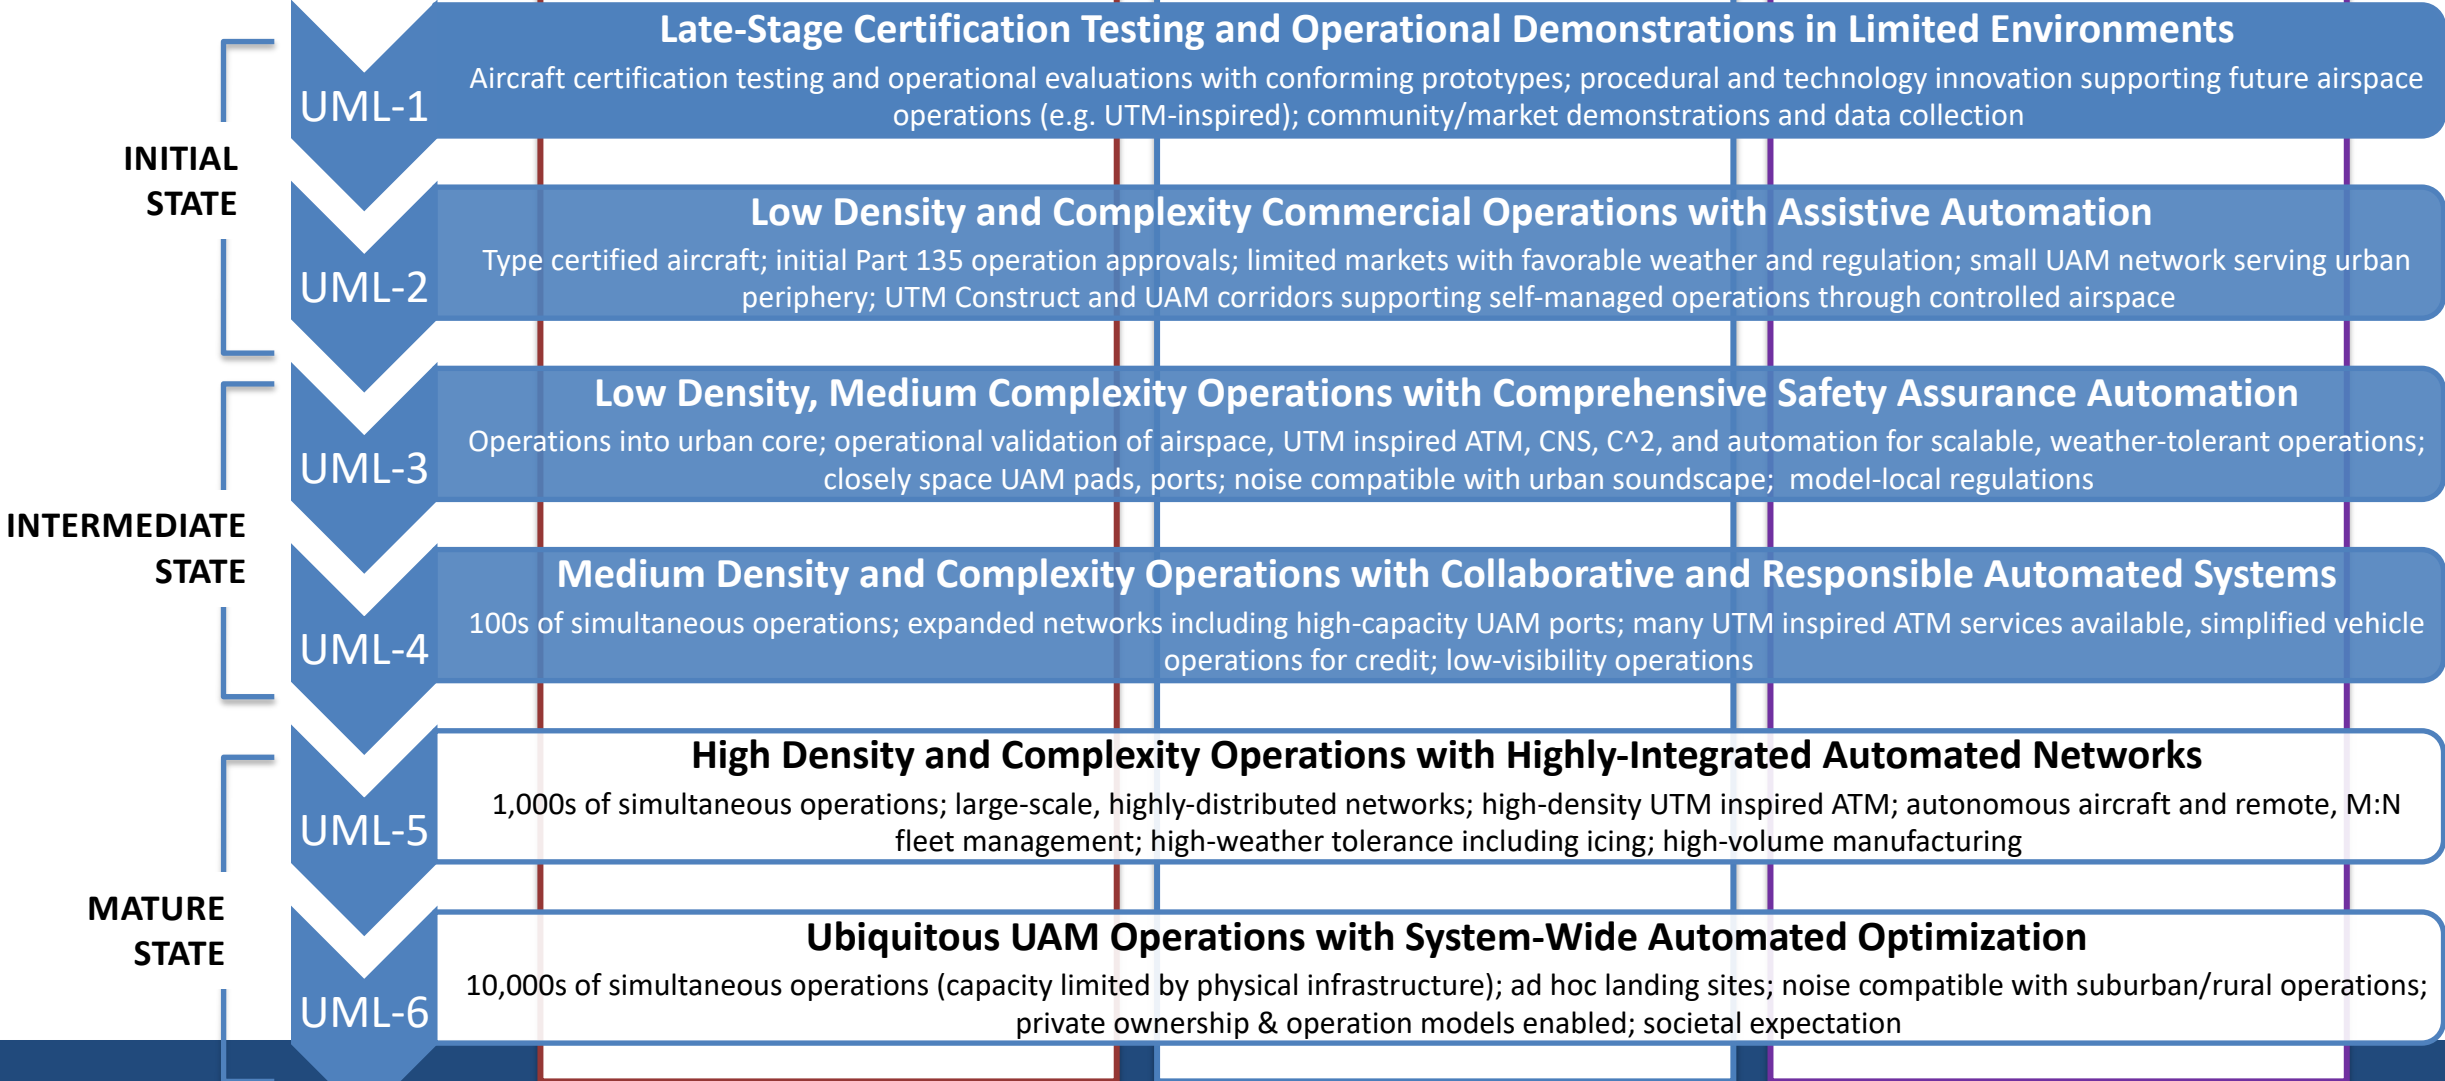 Late-Stage Certification Testing and Operational Demonstrations in Limited Environments
Aircraft certification testing and operational evaluations with conforming prototypes; procedural and technology innovation supporting future airspace
operations (e.g. UTM-inspired); community/market demonstrations and data collection
UML-1
INITIAL
STATE
Low Density and Complexity Commercial Operations with Assistive Automation
Type certified aircraft; initial Part 135 operation approvals; limited markets with favorable weather and regulation; small UAM network serving urban
periphery; UTM Construct and UAM corridors supporting self-managed operations through controlled airspace
UML-2
Low Density, Medium Complexity Operations with Comprehensive Safety Assurance Automation
Operations into urban core; operational validation of airspace, UTM inspired ATM, CNS, C^2, and automation for scalable, weather-tolerant operations;
closely space UAM pads, ports; noise compatible with urban soundscape;  model-local regulations
UML-3
INTERMEDIATE
STATE
Medium Density and Complexity Operations with Collaborative and Responsible Automated Systems
100s of simultaneous operations; expanded networks including high-capacity UAM ports; many UTM inspired ATM services available, simplified vehicle
operations for credit; low-visibility operations
UML-4
High Density and Complexity Operations with Highly-Integrated Automated Networks
1,000s of simultaneous operations; large-scale, highly-distributed networks; high-density UTM inspired ATM; autonomous aircraft and remote, M:N
fleet management; high-weather tolerance including icing; high-volume manufacturing
UML-5
MATURE
STATE
Ubiquitous UAM Operations with System-Wide Automated Optimization
10,000s of simultaneous operations (capacity limited by physical infrastructure); ad hoc landing sites; noise compatible with suburban/rural operations;
private ownership & operation models enabled; societal expectation
UML-6